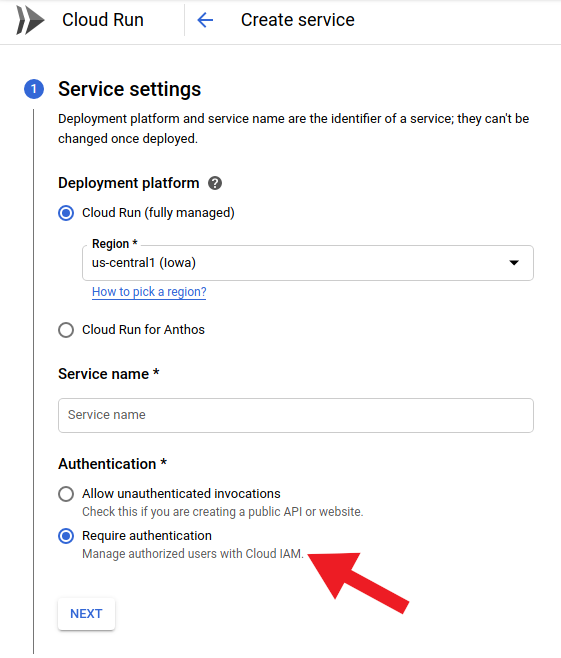 Cloud Run
Create service
1
Service settings
Deployment platform and service name are the identifier of a service; they can't be
changed once deployed.
Deployment platform ?
Cloud Run (fully managed)
Region *
us-central1 (Iowa)
How to pick a region?
Cloud Run for Anthos
Service name *
Service name
Authentication *
Allow unauthenticated invocations
Check this if you are creating a public API or website.
Require authentication
Manage authorized users with Cloud IAM.
NEXT